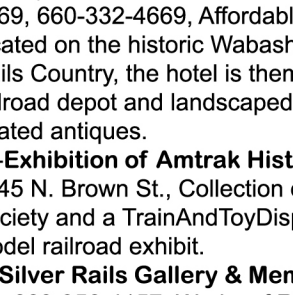 69, 660-332-4669, Affordabl
cated on the historic Wabash
ils Country, the hotel is them
lroad depot and landscaped
ated antiques.
-Exhibition of Amtrak Hist
45 N. Brown St., Collection
ciety and a TrainAndToyDisp
odel railroad exhibit.
Silver Rails Gallery & Mem